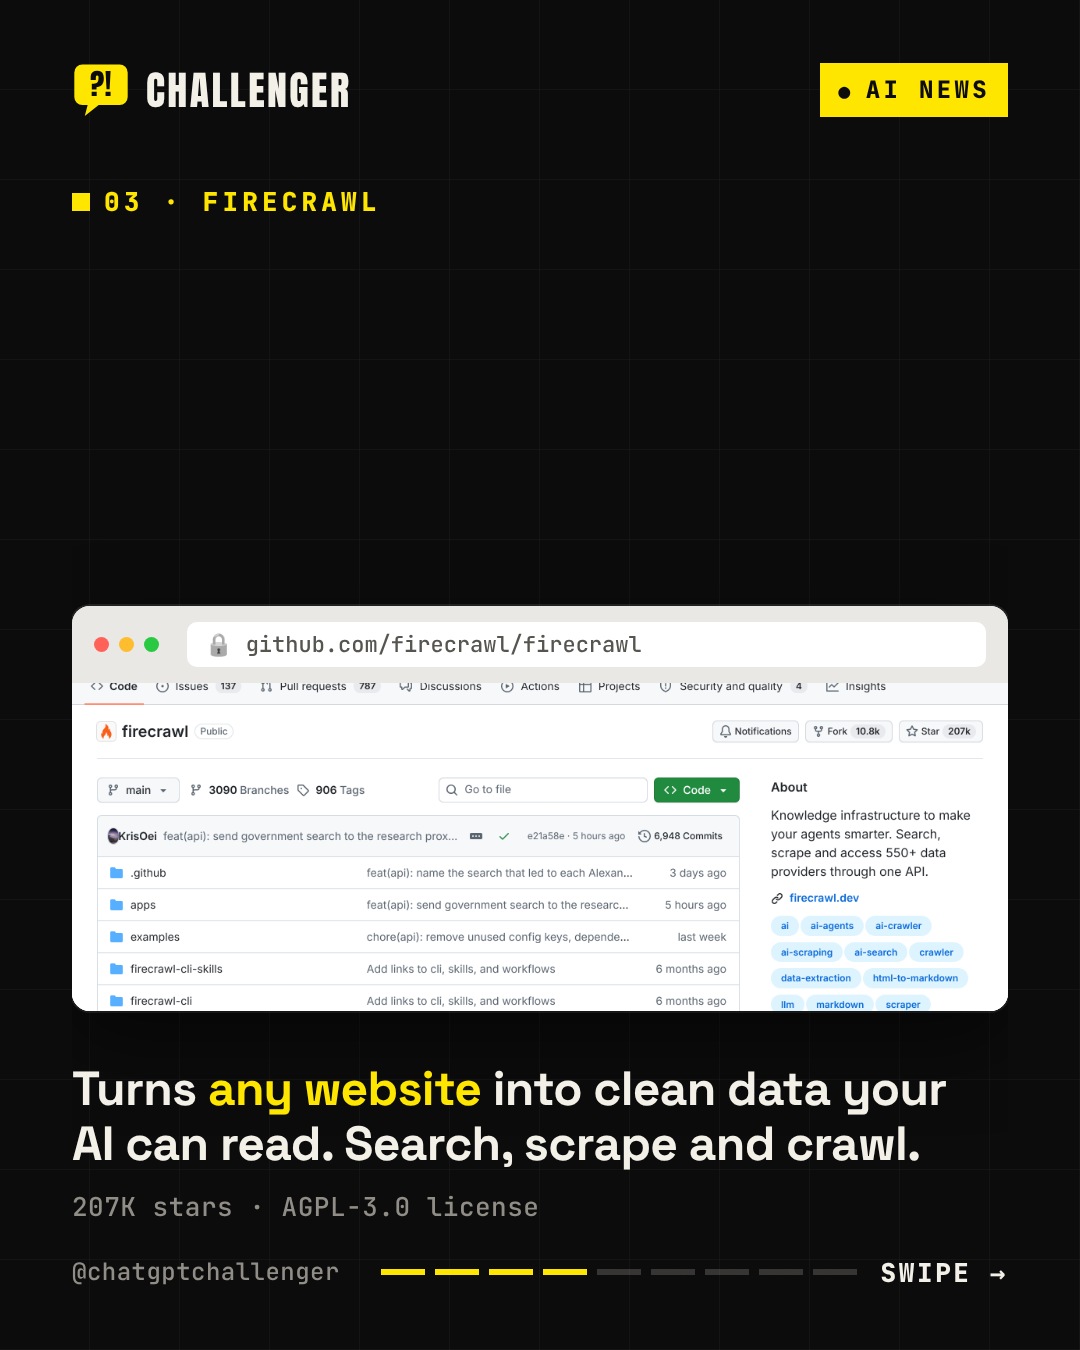 ?! CHALLENGER
● AI NEWS
03 · FIRECRAWL
github.com/firecrawl/firecrawl
Code Issues 137 Pull requests 787 Discussions Actions Projects Security and quality 4 Insights
firecrawl Public
Notifications Fork 10.8k Star 207k
main 3090 Branches 906 Tags Go to file Code
KrisOei feat(api): send government search to the research prox... e21a58e · 5 hours ago 6,948 Commits
.github feat(api): name the search that led to each Alexan... 3 days ago
apps feat(api): send government search to the researc... 5 hours ago
examples chore(api): remove unused config keys, depende... last week
firecrawl-cli-skills Add links to cli, skills, and workflows 6 months ago
firecrawl-cli Add links to cli, skills, and workflows 6 months ago
About
Knowledge infrastructure to make
your agents smarter. Search,
scrape and access 550+ data
providers through one API.
firecrawl.dev
ai ai-agents ai-crawler
ai-scraping ai-search crawler
data-extraction html-to-markdown
llm markdown scraper
Turns any website into clean data your
AI can read. Search, scrape and crawl.
207K stars · AGPL-3.0 license
@chatgptchallenger
SWIPE →